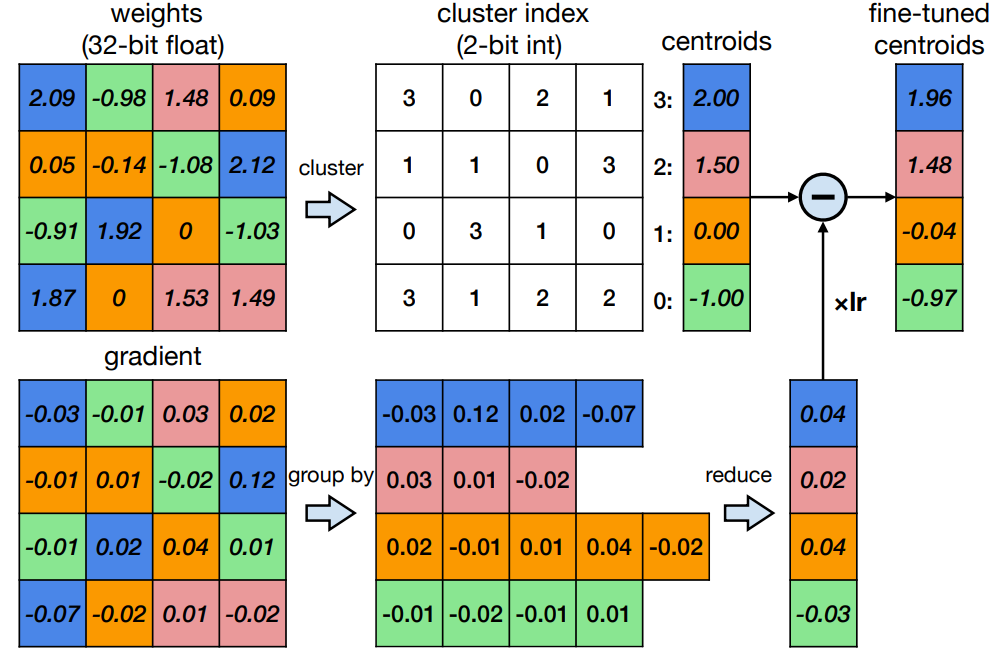 weights
(32-bit float)
cluster index
(2-bit int)
centroids
fine-tuned
centroids
2.09 -0.98 1.48 0.09
0.05 -0.14 -1.08 2.12
-0.91 1.92 0 -1.03
1.87 0 1.53 1.49
cluster
3 0 2 1
1 1 0 3
0 3 1 0
3 1 2 2
3: 2.00
2: 1.50
1: 0.00
0: -1.00
−
×lr
1.96
1.48
-0.04
-0.97
gradient
-0.03 -0.01 0.03 0.02
-0.01 0.01 -0.02 0.12
-0.01 0.02 0.04 0.01
-0.07 -0.02 0.01 -0.02
group by
-0.03 0.12 0.02 -0.07
0.03 0.01 -0.02
0.02 -0.01 0.01 0.04 -0.02
-0.01 -0.02 -0.01 0.01
reduce
0.04
0.02
0.04
-0.03